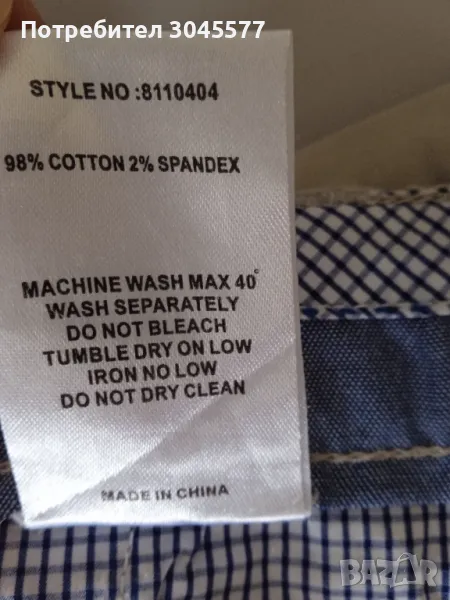 Потребител 3045577
STYLE NO :8110404
98% COTTON 2% SPANDEX
MACHINE WASH MAX 40°
WASH SEPARATELY
DO NOT BLEACH
TUMBLE DRY ON LOW
IRON NO LOW
DO NOT DRY CLEAN
MADE IN CHINA
BAZAR